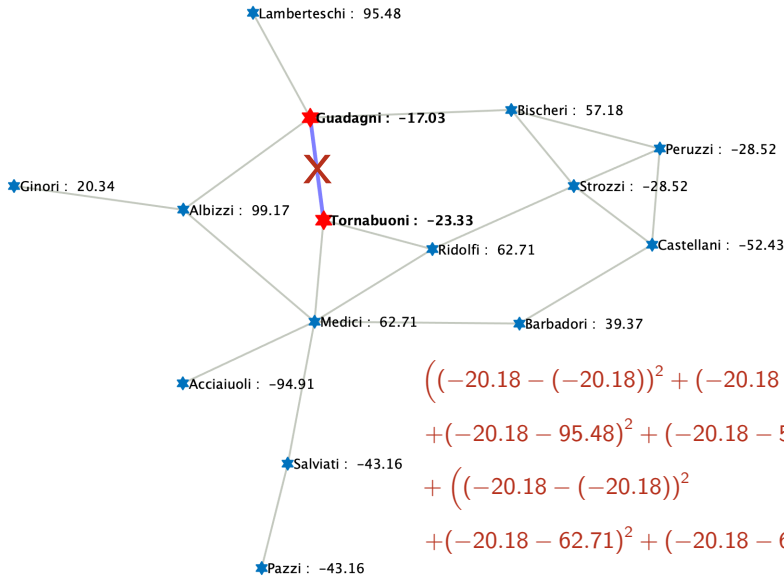 Lamberteschi : 95.48
Guadagni : −17.03
Bischeri : 57.18
Peruzzi : −28.52
X
Ginori : 20.34
Strozzi : −28.52
Albizzi : 99.17
Tornabuoni : −23.33
Ridolfi : 62.71
Castellani : −52.43
Medici : 62.71
Barbadori : 39.37
Acciaiuoli : −94.91
((−20.18 − (−20.18))² + (−20.18
+(−20.18 − 95.48)² + (−20.18 − 5
Salviati : −43.16
+ ((−20.18 − (−20.18))²
+(−20.18 − 62.71)² + (−20.18 − 6
Pazzi : −43.16